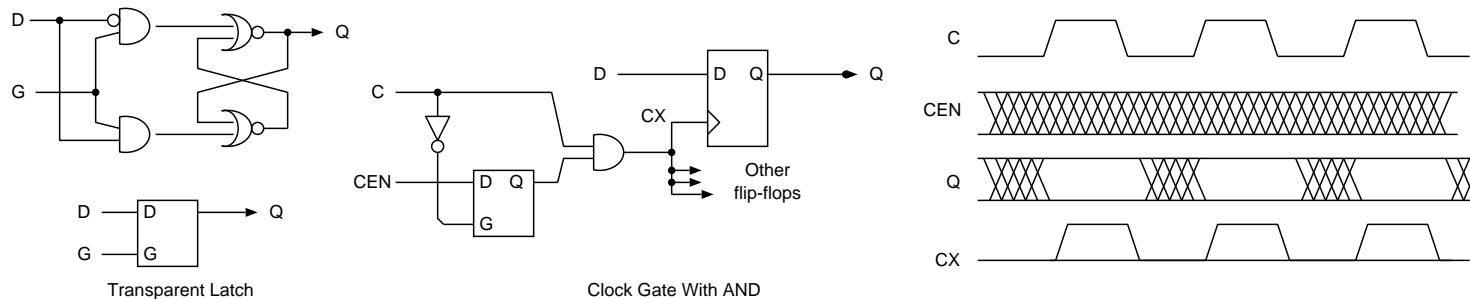 D
G
Q
D
G
D
G
Q
Transparent Latch
C
CEN
D
Q
G
D
CX
D
Q
Q
Other
flip-flops
Clock Gate With AND
C
CEN
Q
CX